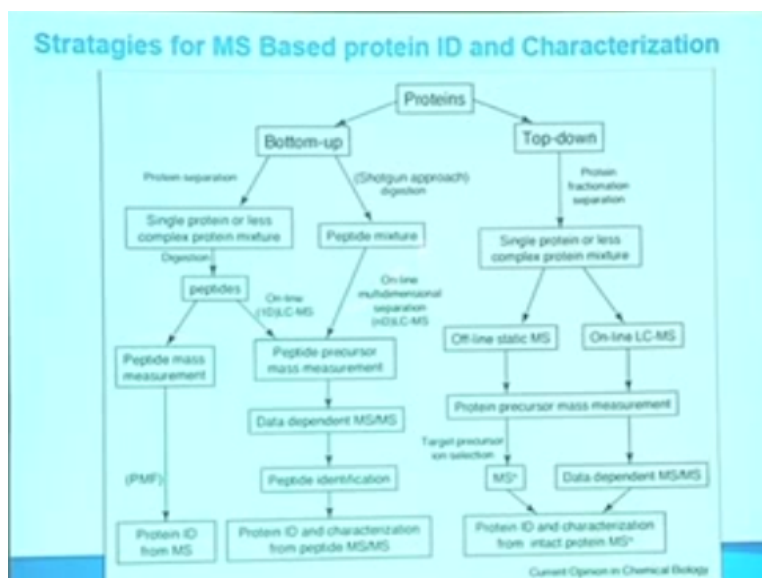 Stratagies for MS Based protein ID and Characterization
Proteins
Bottom-up
Top-down
Protein separation
(Shotgun approach)
digestion
Protein
fractionation
separation
Single protein or less
complex protein mixture
Peptide mixture
Single protein or less
complex protein mixture
Digestion
peptides
On-line
(1D)LC-MS
On-line
multidimensional
separation
(nD)LC-MS
Off-line static MS
On-line LC-MS
Peptide mass
measurement
Peptide precursor
mass measurement
Protein precursor mass measurement
Data dependent MS/MS
Target precursor
ion selection
(PMF)
Peptide identification
MSⁿ
Data dependent MS/MS
Protein ID
from MS
Protein ID and characterization
from peptide MS/MS
Protein ID and characterization
from intact protein MSⁿ
Current Opinion in Chemical Biology